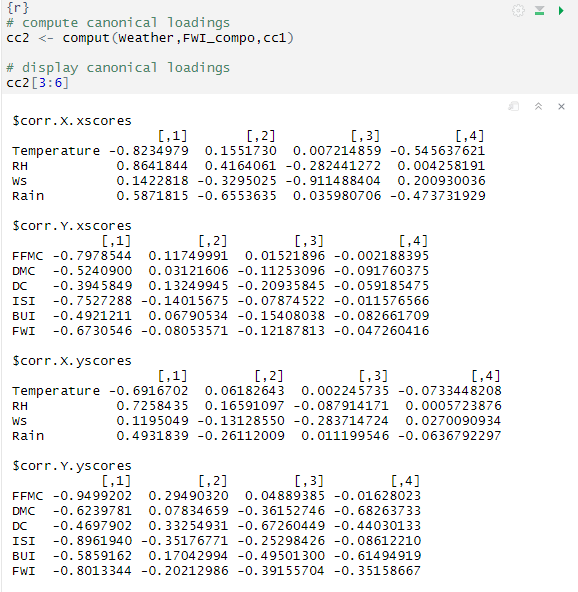 {r}
# compute canonical loadings
cc2 <- comput(Weather,FWI_compo,cc1)
# display canonical loadings
cc2[3:6]
$corr.X.xscores
[,1] [,2] [,3] [,4]
Temperature -0.8234979 0.1551730 0.007214859 -0.545637621
RH 0.8641844 0.4164061 -0.282441272 0.004258191
Ws 0.1422818 -0.3295025 -0.911488404 0.200930036
Rain 0.5871815 -0.6553635 0.035980706 -0.473731929
$corr.Y.xscores
[,1] [,2] [,3] [,4]
FFMC -0.7978544 0.11749991 0.01521896 -0.002188395
DMC -0.5240900 0.03121606 -0.11253096 -0.091760375
DC -0.3945849 0.13249945 -0.20935845 -0.059185475
ISI -0.7527288 -0.14015675 -0.07874522 -0.011576566
BUI -0.4921211 0.06790534 -0.15408038 -0.082661709
FWI -0.6730546 -0.08053571 -0.12187813 -0.047260416
$corr.X.yscores
[,1] [,2] [,3] [,4]
Temperature -0.6916702 0.06182643 0.002245735 -0.0733448208
RH 0.7258435 0.16591097 -0.087914171 0.0005723876
Ws 0.1195049 -0.13128550 -0.283714724 0.0270090934
Rain 0.4931839 -0.26112009 0.011199546 -0.0636792297
$corr.Y.yscores
[,1] [,2] [,3] [,4]
FFMC -0.9499202 0.29490320 0.04889385 -0.01628023
DMC -0.6239781 0.07834659 -0.36152746 -0.68263733
DC -0.4697902 0.33254931 -0.67260449 -0.44030133
ISI -0.8961940 -0.35176771 -0.25298426 -0.08612210
BUI -0.5859162 0.17042994 -0.49501300 -0.61494919
FWI -0.8013344 -0.20212986 -0.39155704 -0.35158667